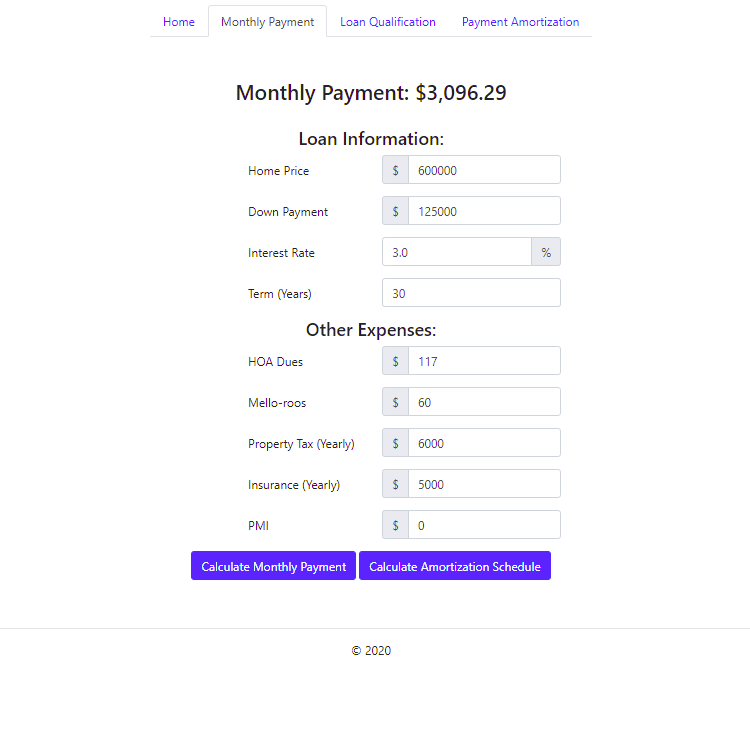 Home Monthly Payment Loan Qualification Payment Amortization
Monthly Payment: $3,096.29
Loan Information:
Home Price $ 600000
Down Payment $ 125000
Interest Rate 3.0 %
Term (Years) 30
Other Expenses:
HOA Dues $ 117
Mello-roos $ 60
Property Tax (Yearly) $ 6000
Insurance (Yearly) $ 5000
PMI $ 0
Calculate Monthly Payment Calculate Amortization Schedule
© 2020